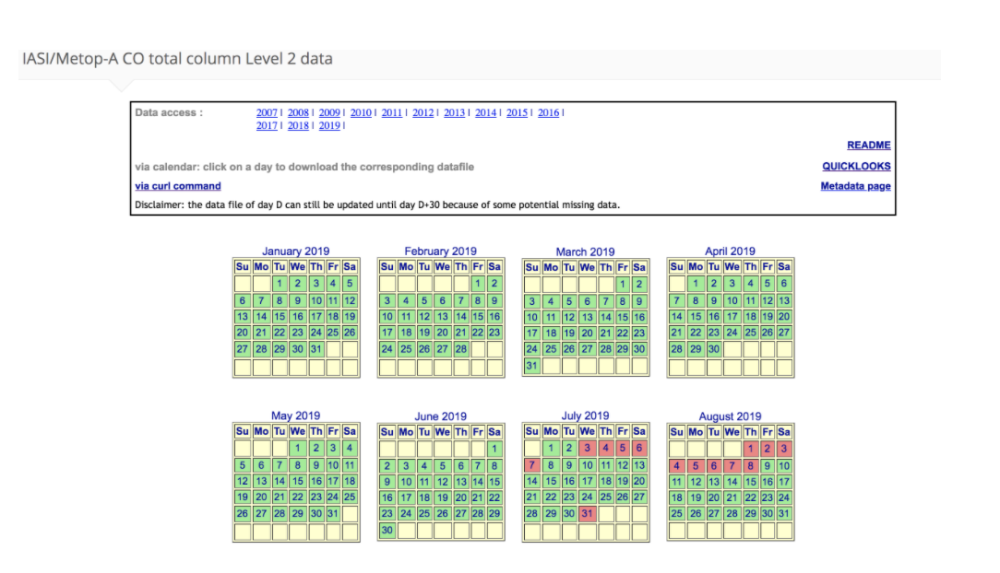 IASI/Metop-A CO total column Level 2 data
Data access : 2007 | 2008 | 2009 | 2010 | 2011 | 2012 | 2013 | 2014 | 2015 | 2016 |
2017 | 2018 | 2019 |
README
via calendar: click on a day to download the corresponding datafile QUICKLOOKS
via curl command Metadata page
Disclaimer: the data file of day D can still be updated until day D+30 because of some potential missing data.
January 2019 February 2019 March 2019 April 2019
Su Mo Tu We Th Fr Sa Su Mo Tu We Th Fr Sa Su Mo Tu We Th Fr Sa Su Mo Tu We Th Fr Sa
1 2 3 4 5 1 2 1 2 1 2 3 4 5 6
6 7 8 9 10 11 12 3 4 5 6 7 8 9 3 4 5 6 7 8 9 7 8 9 10 11 12 13
13 14 15 16 17 18 19 10 11 12 13 14 15 16 10 11 12 13 14 15 16 14 15 16 17 18 19 20
20 21 22 23 24 25 26 17 18 19 20 21 22 23 17 18 19 20 21 22 23 21 22 23 24 25 26 27
27 28 29 30 31 24 25 26 27 28 24 25 26 27 28 29 30 28 29 30
31
May 2019 June 2019 July 2019 August 2019
Su Mo Tu We Th Fr Sa Su Mo Tu We Th Fr Sa Su Mo Tu We Th Fr Sa Su Mo Tu We Th Fr Sa
1 2 3 4 1 1 2 3 4 5 6 1 2 3
5 6 7 8 9 10 11 2 3 4 5 6 7 8 7 8 9 10 11 12 13 4 5 6 7 8 9 10
12 13 14 15 16 17 18 9 10 11 12 13 14 15 14 15 16 17 18 19 20 11 12 13 14 15 16 17
19 20 21 22 23 24 25 16 17 18 19 20 21 22 21 22 23 24 25 26 27 18 19 20 21 22 23 24
26 27 28 29 30 31 23 24 25 26 27 28 29 28 29 30 31 25 26 27 28 29 30 31
30